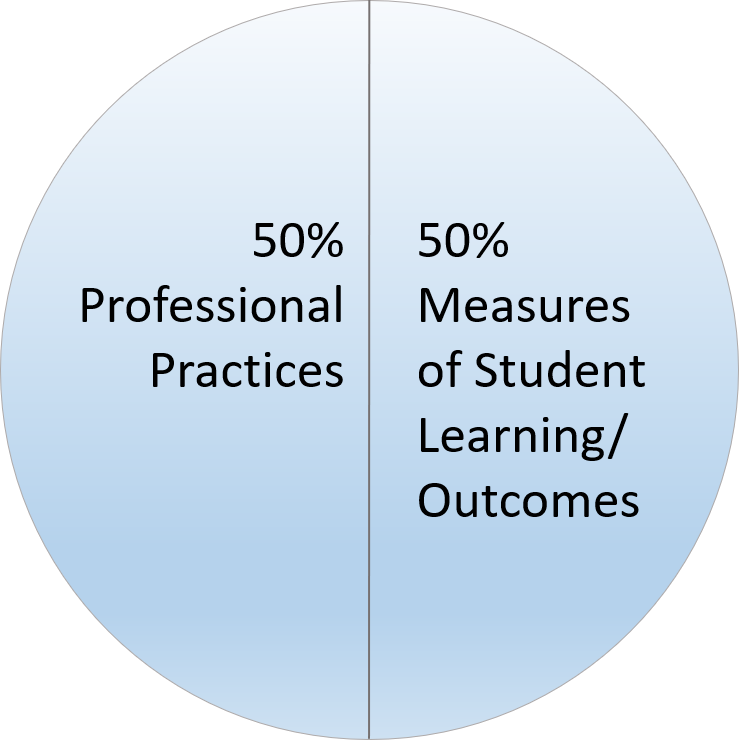 50%
Professional
Practices
50%
Measures
of Student
Learning/
Outcomes